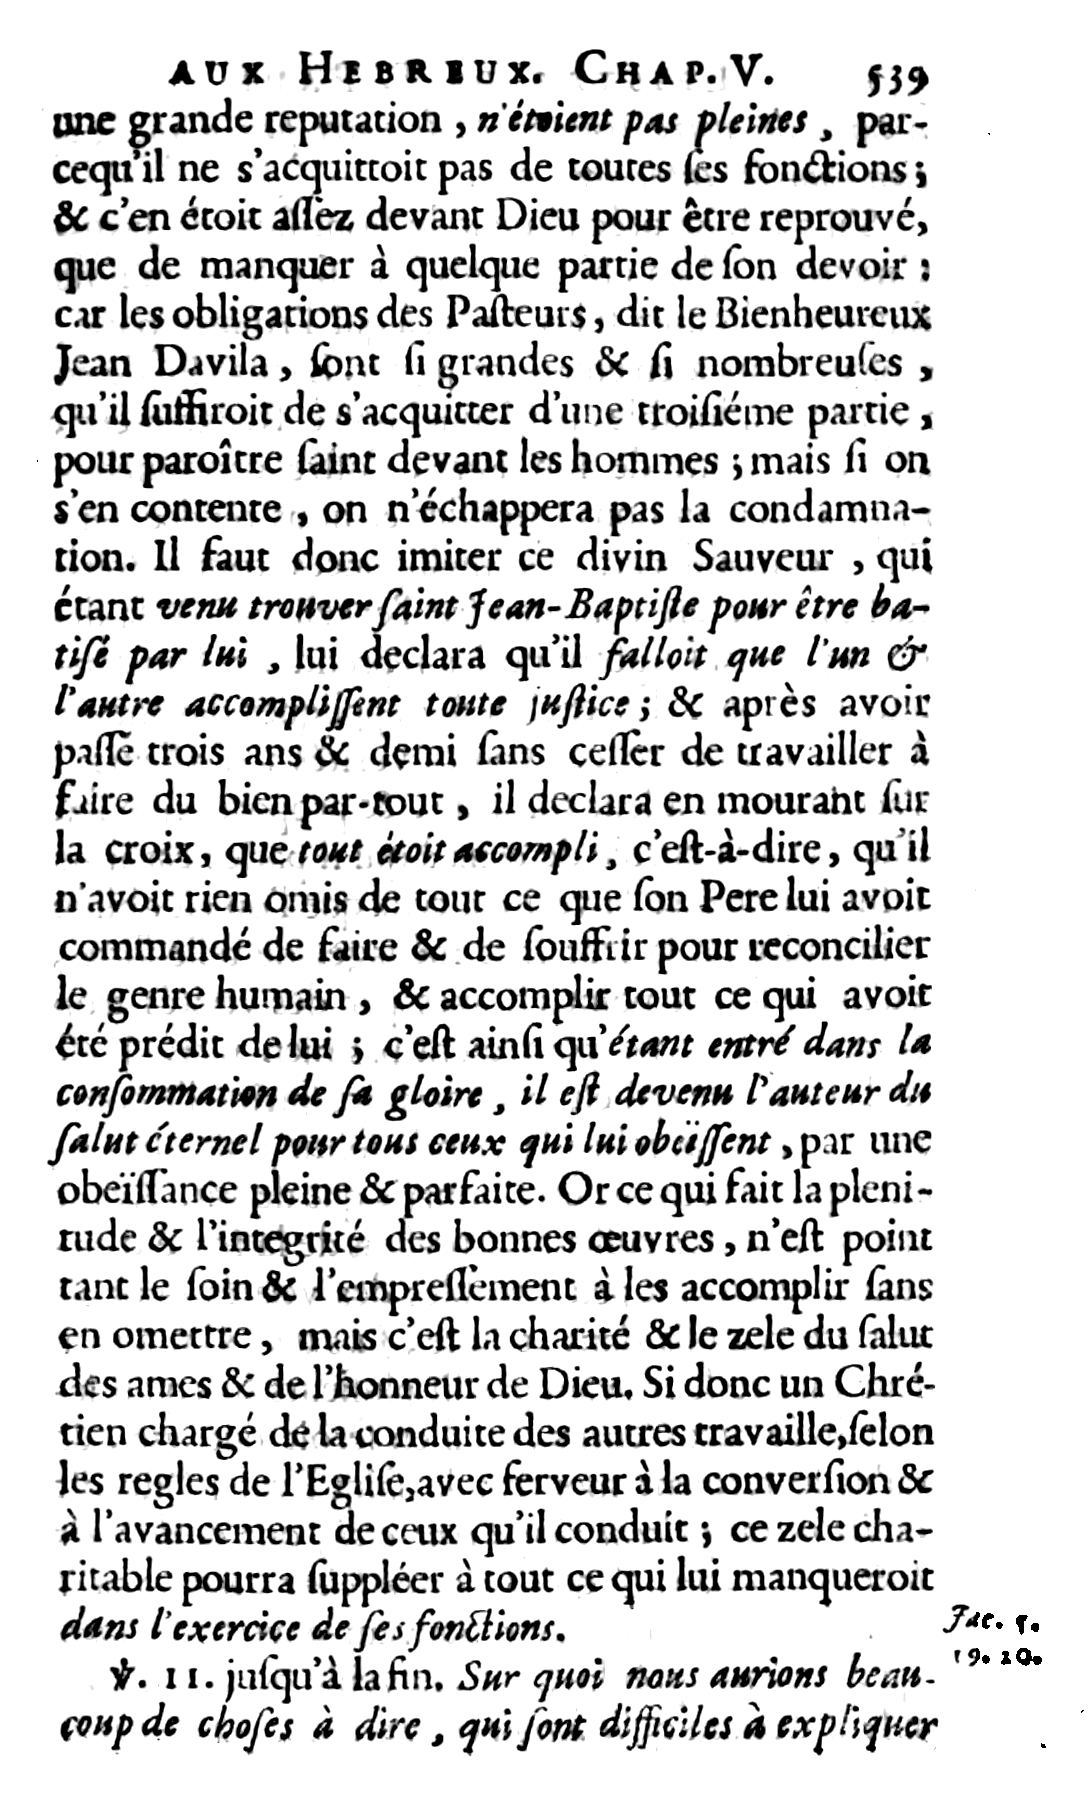 AUX HEBREUX. CHAP. V. 539
une grande reputation, n'étoient pas pleines, par-
cequ'il ne s'acquittoit pas de toutes ſes fonctions;
& c'en étoit aſſez devant Dieu pour être reprouvé,
que de manquer à quelque partie de ſon devoir :
car les obligations des Paſteurs, dit le Bienheureux
Jean Davila, ſont ſi grandes & ſi nombreuſes,
qu'il ſuffiroit de s'acquitter d'une troiſiéme partie,
pour paroître ſaint devant les hommes ; mais ſi on
s'en contente, on n'échappera pas la condamna-
tion. Il faut donc imiter ce divin Sauveur, qui
étant venu trouver ſaint Jean-Baptiſte pour être ba-
tiſé par lui, lui declara qu'il falloit que l'un &
l'autre accompliſſent toute juſtice ; & après avoir
paſſé trois ans & demi ſans ceſſer de travailler à
faire du bien par-tout, il declara en mourant ſur
la croix, que tout étoit accompli, c'eſt-à-dire, qu'il
n'avoit rien omis de tout ce que ſon Pere lui avoit
commandé de faire & de ſouffrir pour reconcilier
le genre humain, & accomplir tout ce qui avoit
été prédit de lui ; c'eſt ainſi qu'étant entré dans la
conſommation de ſa gloire, il eſt devenu l'auteur du
ſalut éternel pour tous ceux qui lui obeïſſent, par une
obeïſſance pleine & parfaite. Or ce qui fait la pleni-
tude & l'integrité des bonnes œuvres, n'eſt point
tant le ſoin & l'empreſſement à les accomplir ſans
en omettre, mais c'eſt la charité & le zele du ſalut
des ames & de l'honneur de Dieu. Si donc un Chré-
tien chargé de la conduite des autres travaille, ſelon
les regles de l'Egliſe, avec ferveur à la converſion &
à l'avancement de ceux qu'il conduit ; ce zele cha-
ritable pourra ſuppléer à tout ce qui lui manqueroit
dans l'exercice de ſes fonctions.
Jac. 5.
19. 20.
℣. 11. juſqu'à la fin. Sur quoi nous aurions beau-
coup de choſes à dire, qui ſont difficiles à expliquer